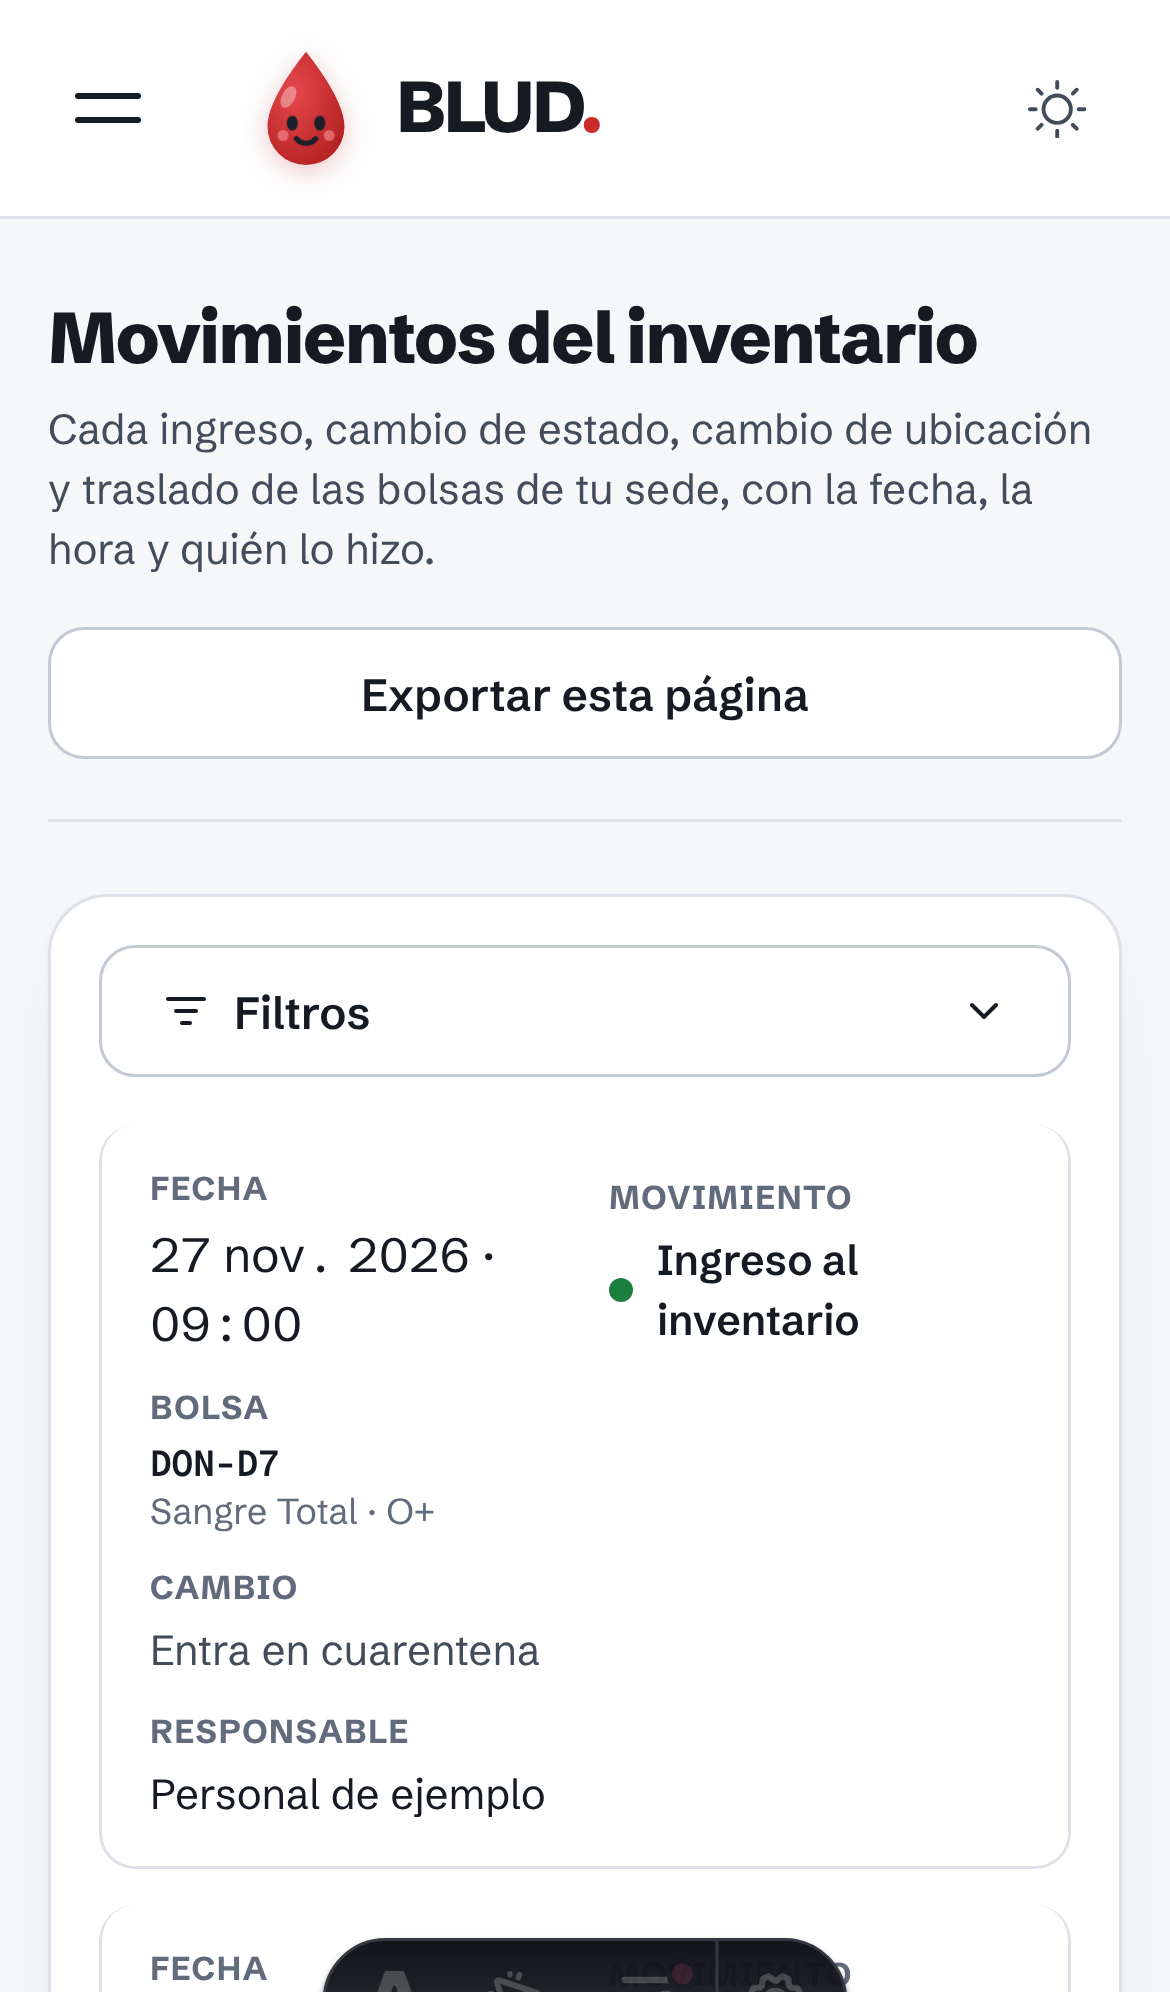 BLUD.
Movimientos del inventario
Cada ingreso, cambio de estado, cambio de ubicación
y traslado de las bolsas de tu sede, con la fecha, la
hora y quién lo hizo.
Exportar esta página
Filtros
FECHA
27 nov. 2026 ·
09:00
MOVIMIENTO
Ingreso al
inventario
BOLSA
DON-D7
Sangre Total · O+
CAMBIO
Entra en cuarentena
RESPONSABLE
Personal de ejemplo
FECHA
MOVIMIENTO